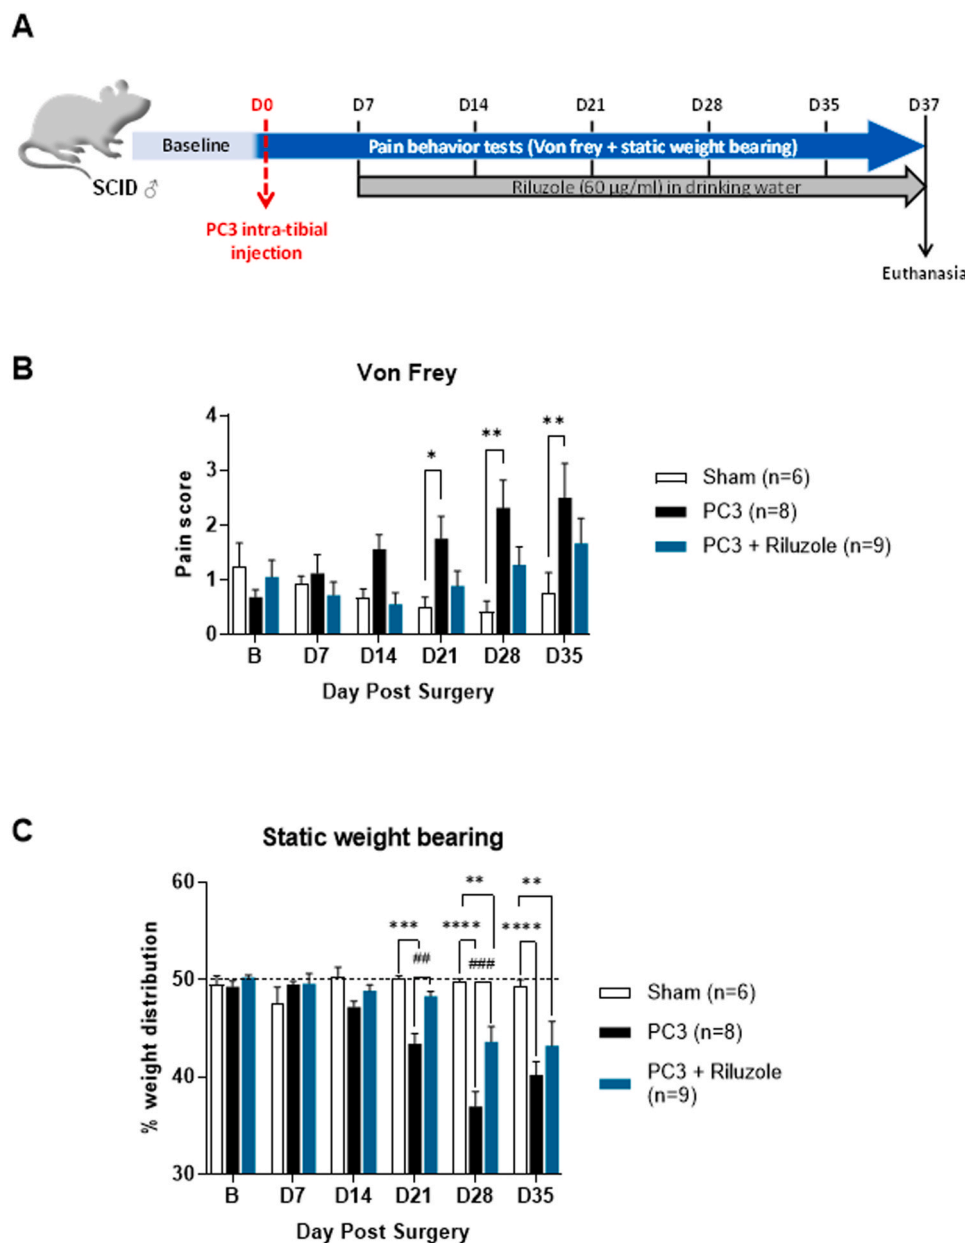 A
D0
D7
D14
D21
D28
D35
D37
Baseline
Pain behavior tests (Von frey + static weight bearing)
SCID ♂
Riluzole (60 µg/ml) in drinking water
PC3 intra-tibial
injection
Euthanasia
B
Von Frey
Pain score
4
3
2
1
0
*
**
**
B
D7
D14
D21
D28
D35
Day Post Surgery
Sham (n=6)
PC3 (n=8)
PC3 + Riluzole (n=9)
C
Static weight bearing
% weight distribution
60
50
40
30
***
##
**
****
###
**
****
B
D7
D14
D21
D28
D35
Day Post Surgery
Sham (n=6)
PC3 (n=8)
PC3 + Riluzole
(n=9)